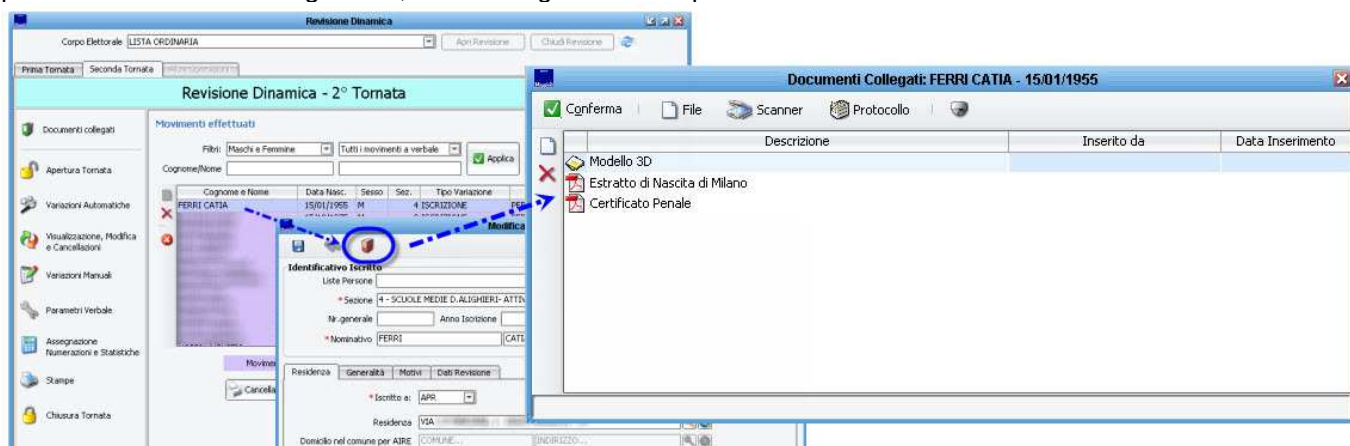 Revisione Dinamica
Corpo Elettorale LISTA ORDINARIA Apri Revisione Chiudi Revisione
Prima Tornata Seconda Tornata
Revisione Dinamica - 2° Tornata
Documenti collegati
Apertura Tornata
Variazioni Automatiche
Visualizzazione, Modifica
e Cancellazioni
Variazioni Manuali
Parametri Verbale
Assegnazione
Numerazioni e Statistiche
Stampe
Chiusura Tornata
Movimenti effettuati
Filtri: Maschi e Femmine Tutti i movimenti a verbale Applica
Cognome/Nome
Cognome e Nome Data Nasc. Sesso Sez. Tipo Variazione
FERRI CATIA 15/01/1955 M 4 ISCRIZIONE
Cancella
Modifica
Identificativo Iscritto
Liste Persone
*Sezione 4 - SCUOLE MEDIE D.ALIGHIERI- ATTIV
Nr.generale Anno Iscrizione
*Nominativo FERRI CATI
Residenza Generalità Motivi Dati Revisione
*Iscritto a: APR
Residenza VIA
Domicilio nel comune per AIRE COMUNE... INDIRIZZO...
Documenti Collegati: FERRI CATIA - 15/01/1955
Conferma File Scanner Protocollo
Descrizione Inserito da Data Inserimento
Modello 3D
Estratto di Nascita di Milano
Certificato Penale